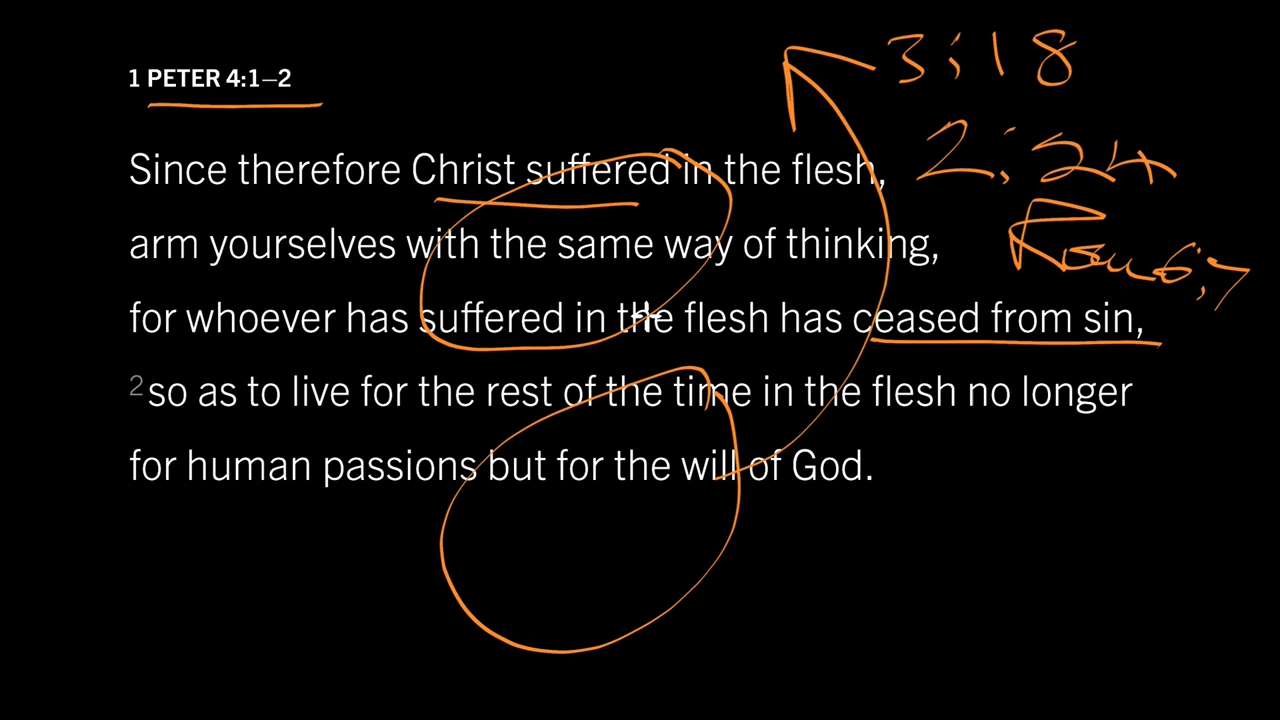 1 PETER 4:1–2
3:18
Since therefore Christ suffered in the flesh,
2:24
arm yourselves with the same way of thinking,
Rom 6:7
for whoever has suffered in the flesh has ceased from sin,
2 so as to live for the rest of the time in the flesh no longer
for human passions but for the will of God.